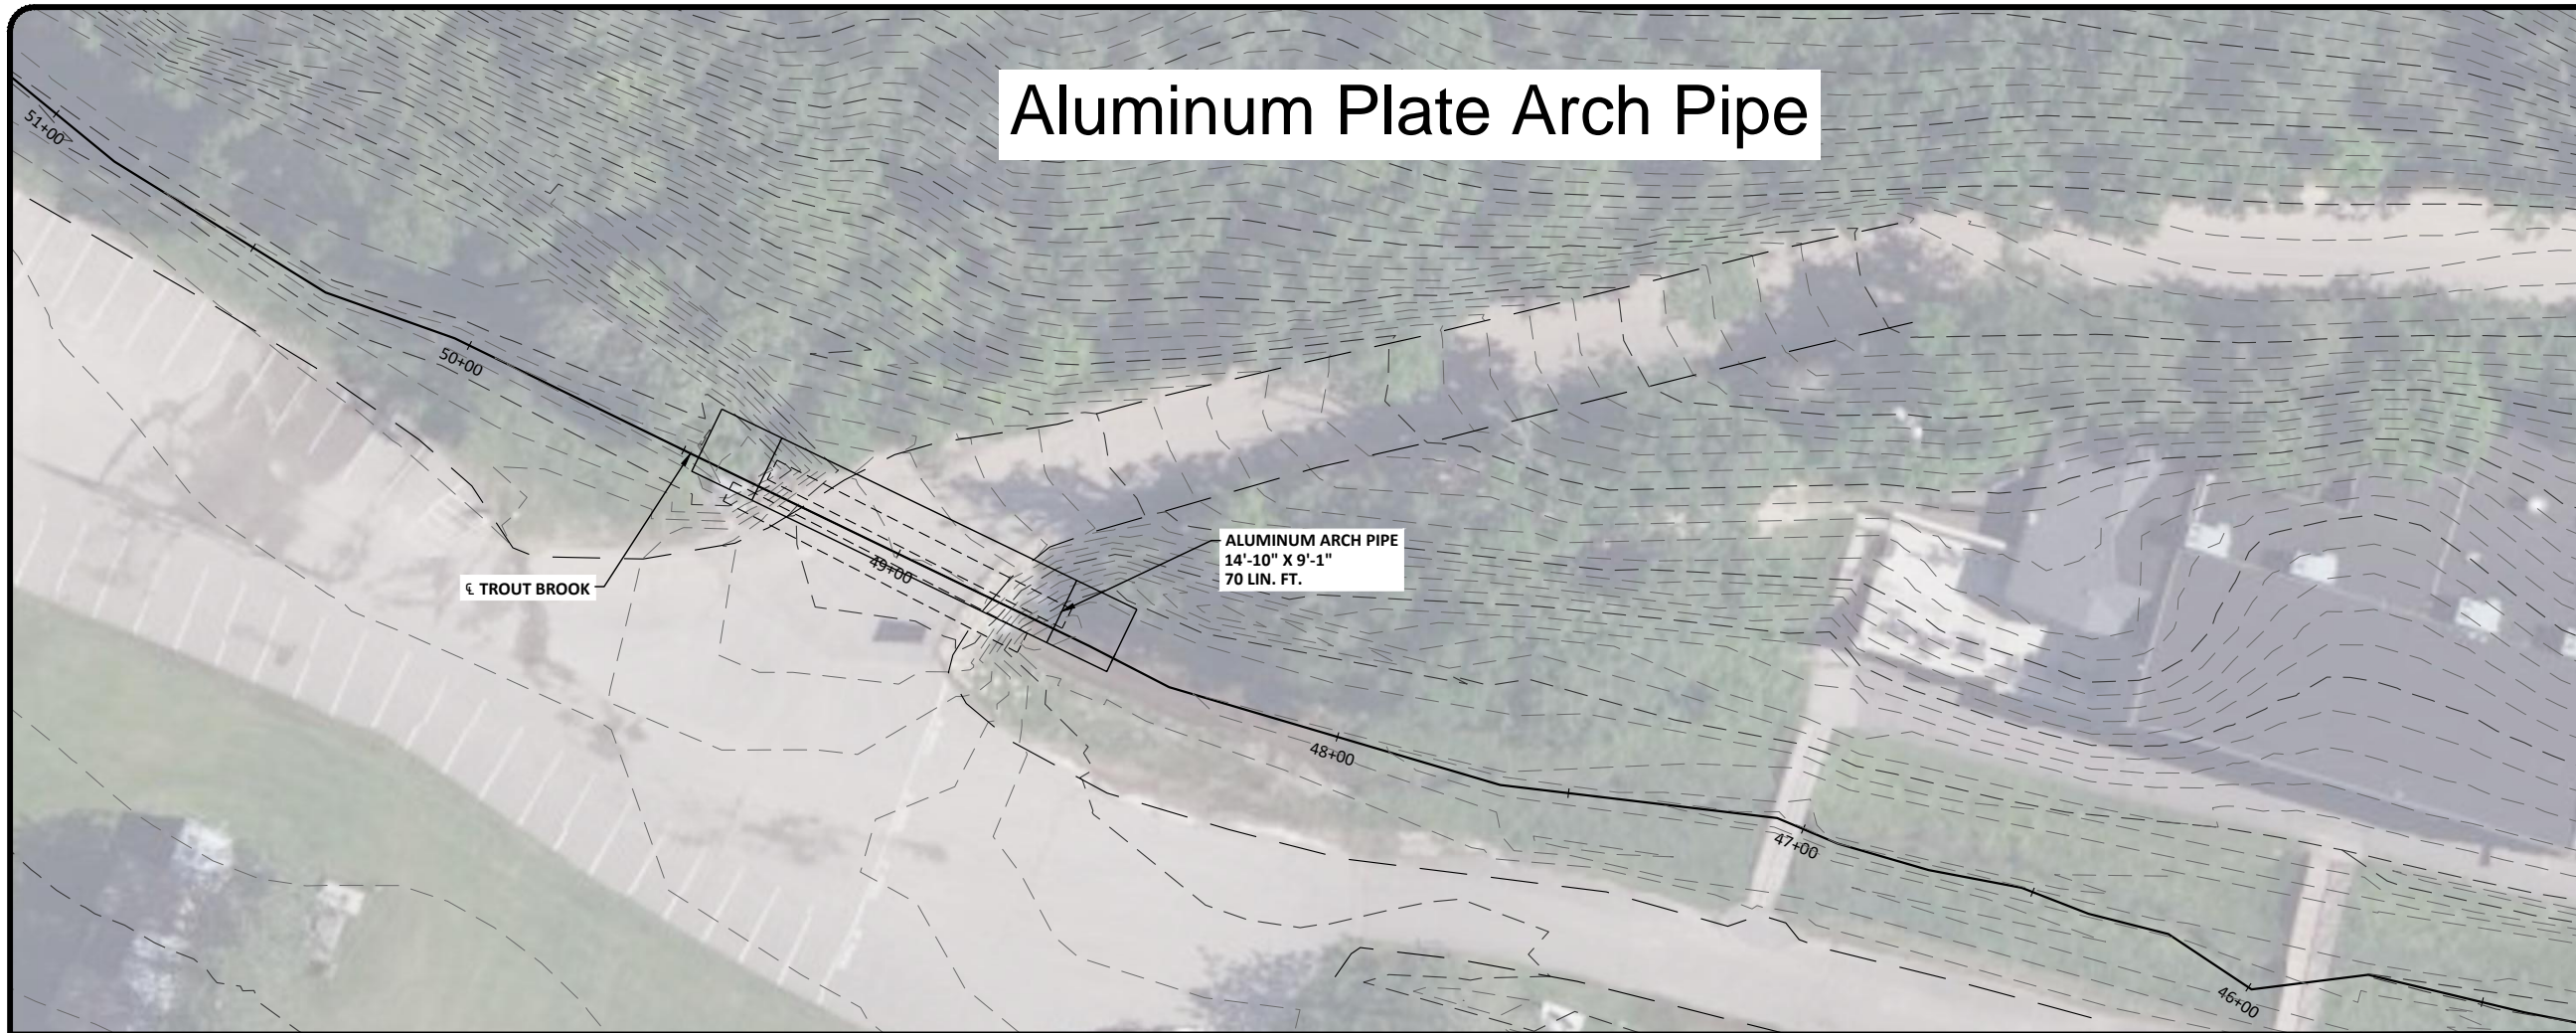 Aluminum Plate Arch Pipe
51+00
50+00
49+00
℄ TROUT BROOK
ALUMINUM ARCH PIPE
14'-10" X 9'-1"
70 LIN. FT.
48+00
47+00
46+00